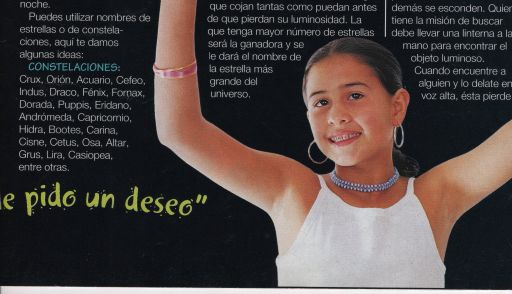 noche.
Puedes utilizar nombres de
estrellas o de constela-
ciones, aquí te damos
algunas ideas:
CONSTELACIONES:
Crux, Orión, Acuario, Cefeo,
Indus, Draco, Fénix, Fornax,
Dorada, Puppis, Eridano,
Andrómeda, Capricornio,
Hidra, Bootes, Carina,
Cisne, Cetus, Osa, Altar,
Grus, Lira, Casiopea,
entre otras.
que cojan tantas como puedan antes
de que pierdan su luminosidad. La
que tenga mayor número de estrellas
será la ganadora y se
le dará el nombre de
la estrella más
grande del
universo.
demás se esconden. Quien
tiene la misión de buscar
debe llevar una linterna a la
mano para encontrar el
objeto luminoso.
Cuando encuentre a
alguien y lo delate en
voz alta, ésta pierde
pido un deseo"